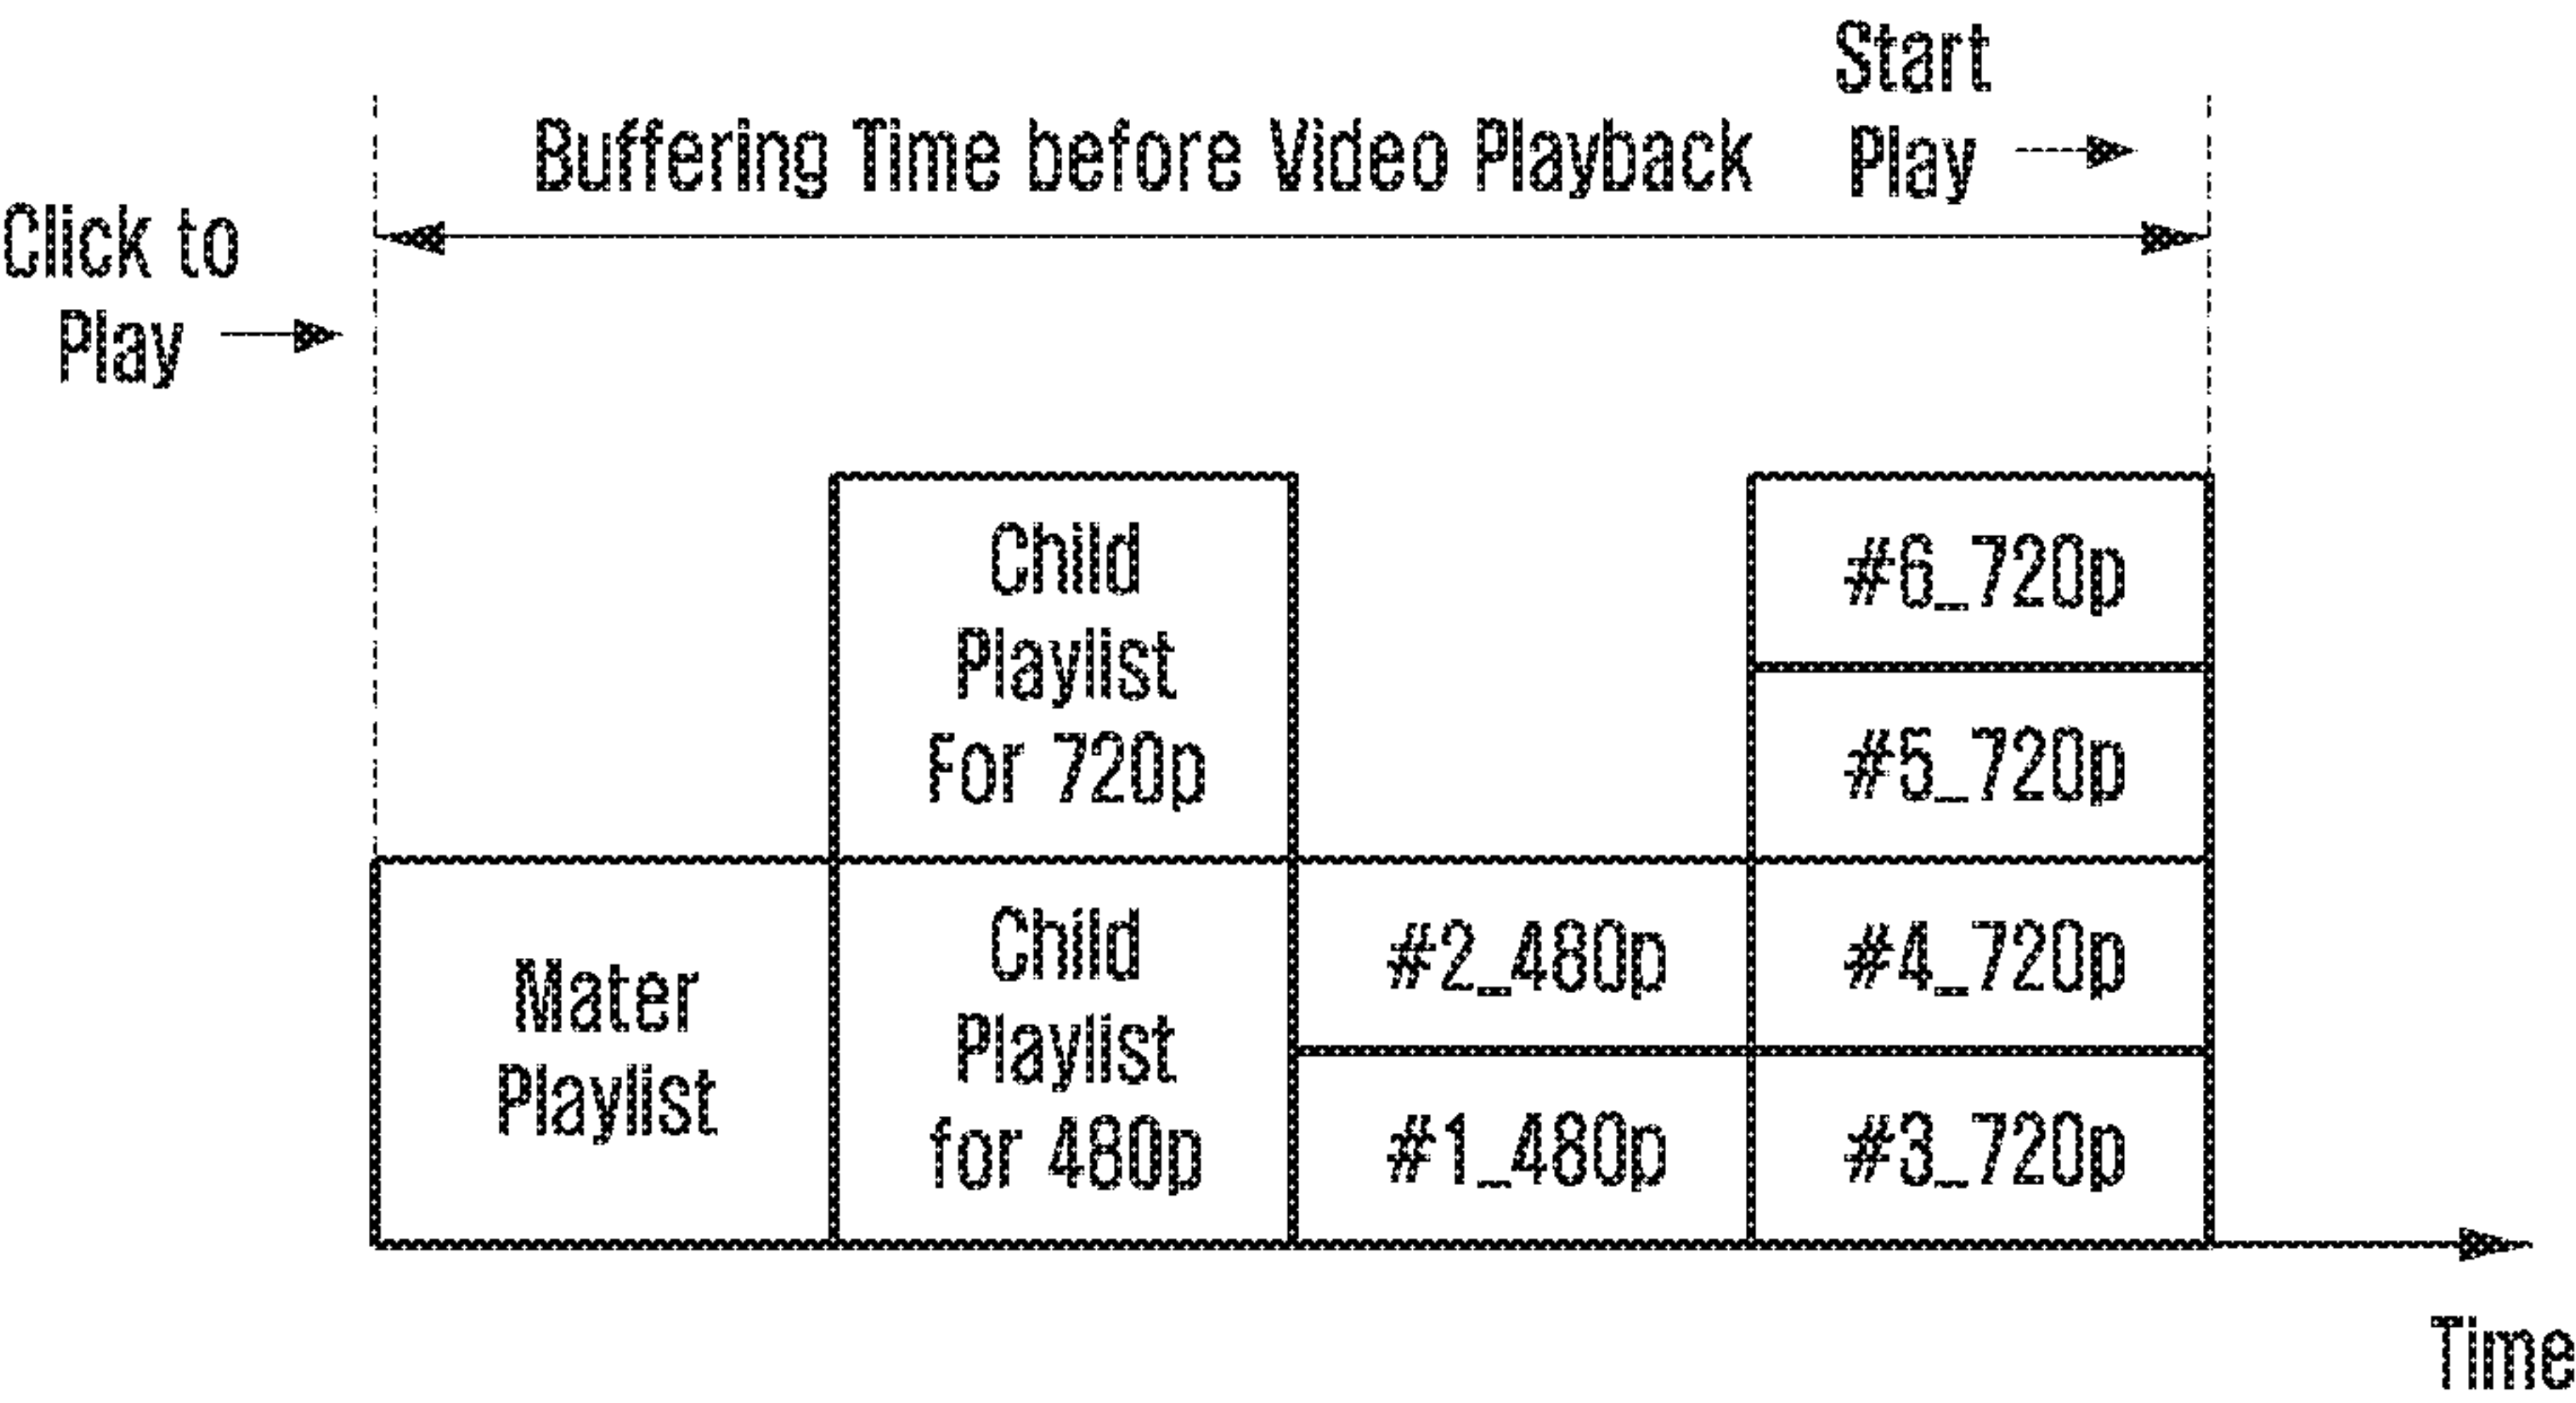 Start
Play
Buffering Time before Video Playback
Click to
Play
Child
Playlist
For 720p
#6_720p
#5_720p
Mater
Playlist
Child
Playlist
for 480p
#2_480p
#4_720p
#1_480p
#3_720p
Time